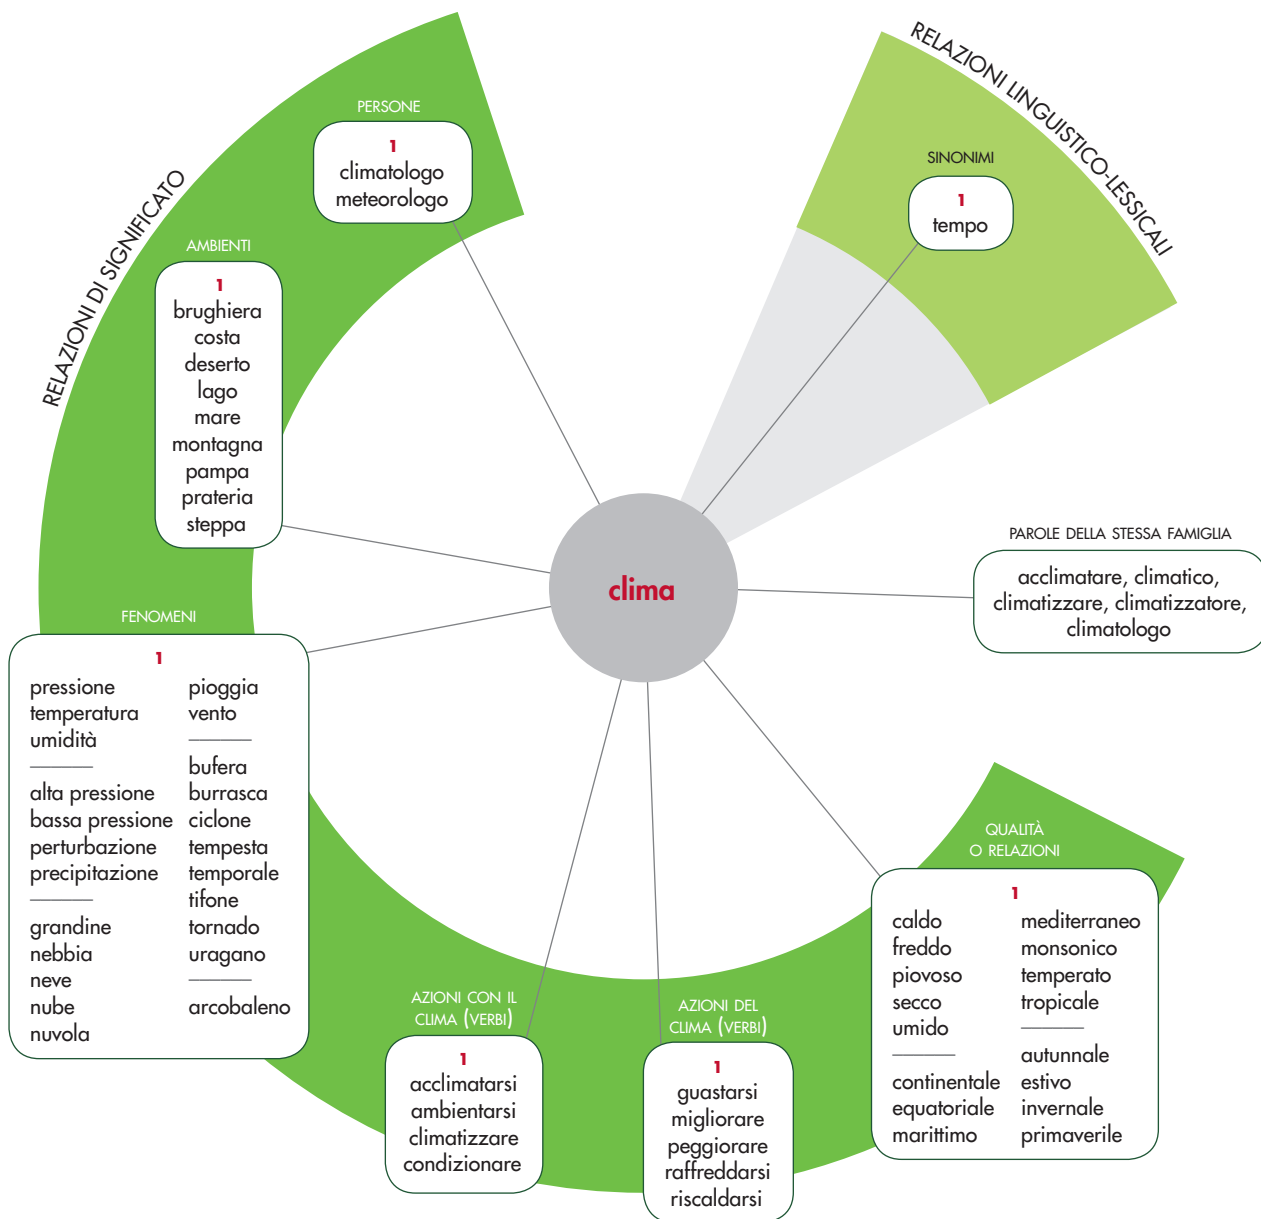 RELAZIONI DI SIGNIFICATO
PERSONE
1
climatologo
meteorologo
AMBIENTI
1
brughiera
costa
deserto
lago
mare
montagna
pampa
prateria
steppa
FENOMENI
1
pressione
temperatura
umidità
alta pressione
bassa pressione
perturbazione
precipitazione
grandine
nebbia
neve
nube
nuvola
pioggia
vento
bufera
burrasca
ciclone
tempesta
temporale
tifone
tornado
uragano
arcobaleno
AZIONI CON IL
CLIMA (VERBI)
1
acclimatarsi
ambientarsi
climatizzare
condizionare
AZIONI DEL
CLIMA (VERBI)
1
guastarsi
migliorare
peggiorare
raffreddarsi
riscaldarsi
QUALITÀ
O RELAZIONI
1
caldo
freddo
piovoso
secco
umido
continentale
equatoriale
marittimo
mediterraneo
monsonico
temperato
tropicale
autunnale
estivo
invernale
primaverile
clima
RELAZIONI LINGUISTICO-LESSICALI
SINONIMI
1
tempo
PAROLE DELLA STESSA FAMIGLIA
acclimatare, climatico,
climatizzare, climatizzatore,
climatologo